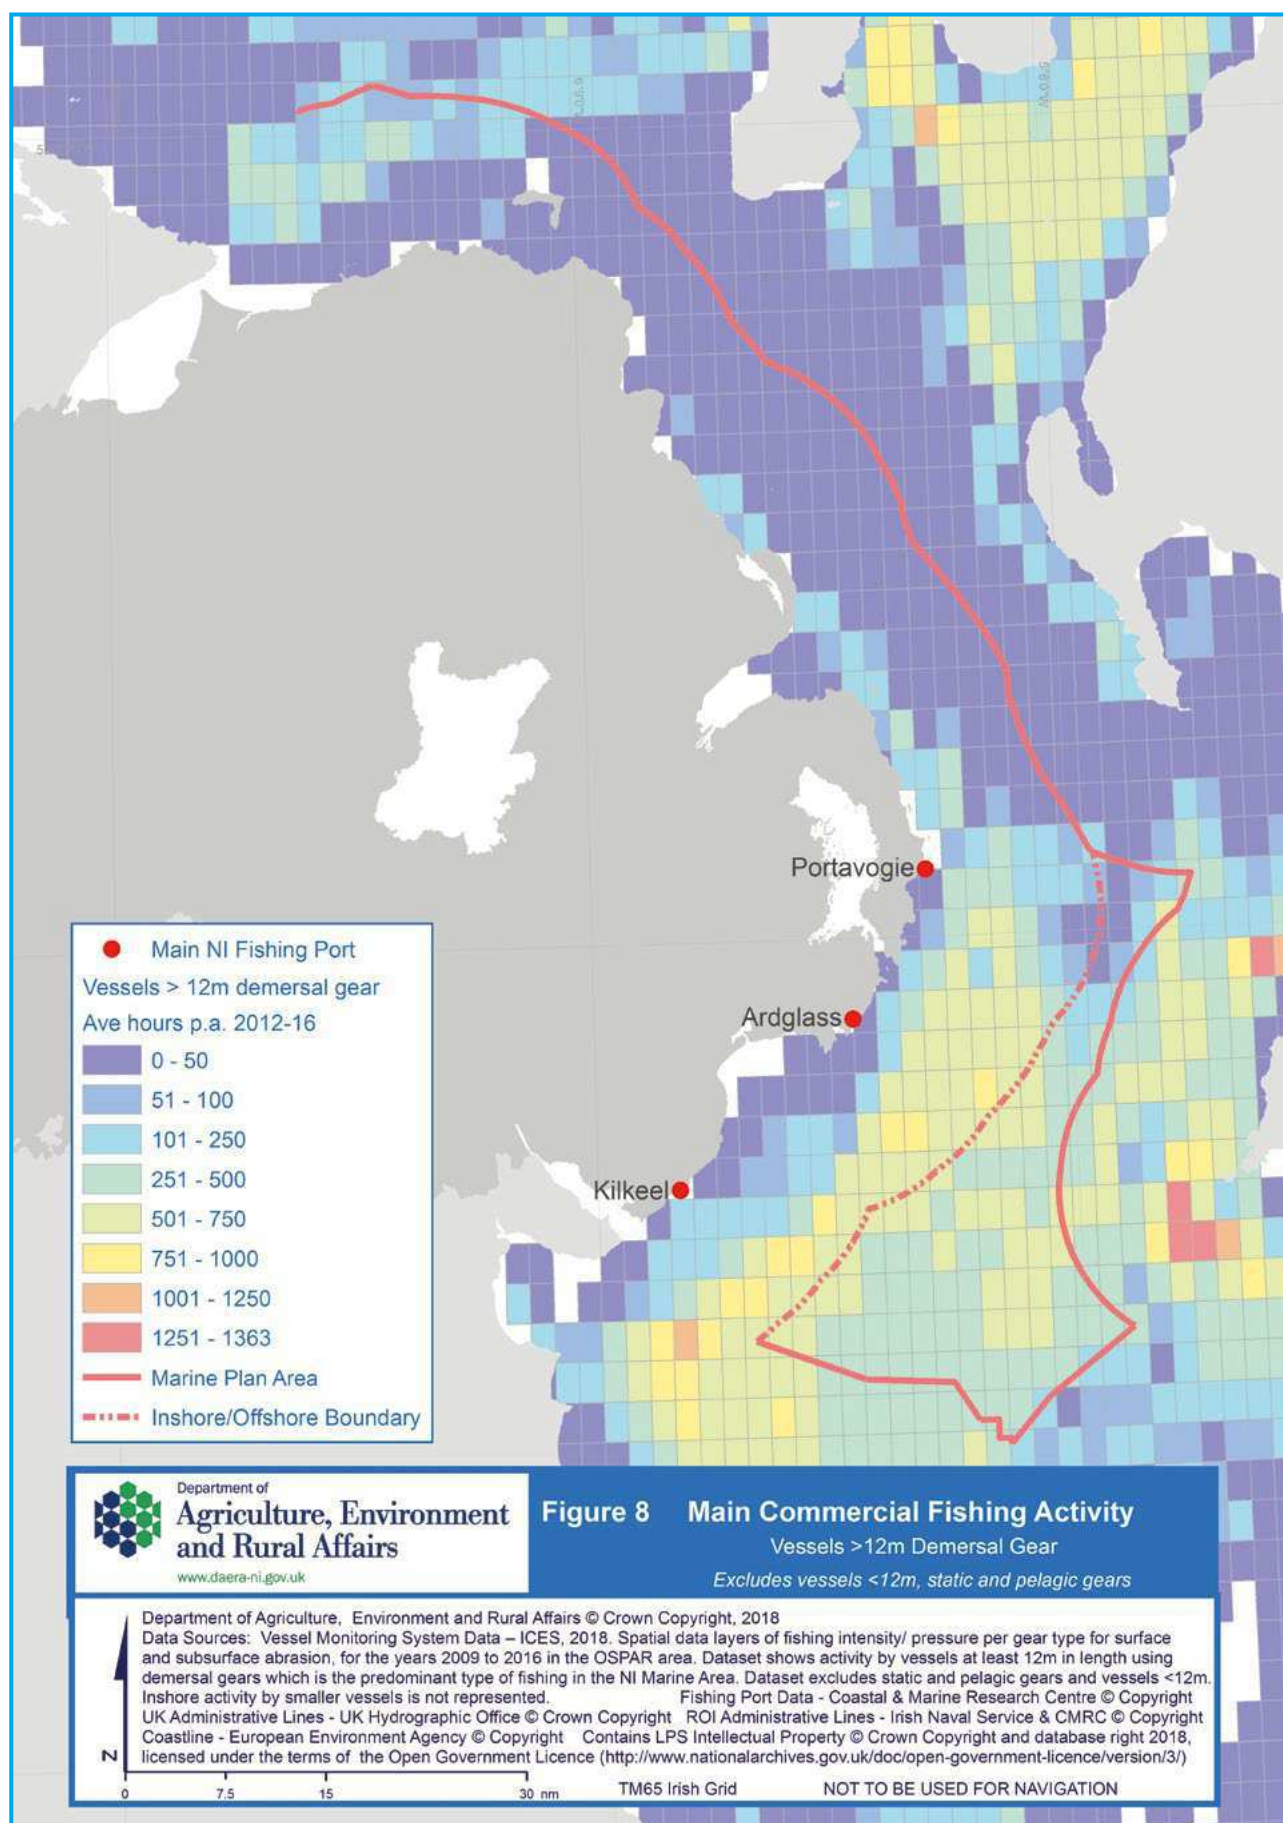 6°0'0"W
5°0'0"W
Portavogie
Ardglass
Kilkeel
Main NI Fishing Port
Vessels > 12m demersal gear
Ave hours p.a. 2012-16
0 - 50
51 - 100
101 - 250
251 - 500
501 - 750
751 - 1000
1001 - 1250
1251 - 1363
Marine Plan Area
Inshore/Offshore Boundary
Department of
Agriculture, Environment
and Rural Affairs
www.daera-ni.gov.uk
Figure 8 Main Commercial Fishing Activity
Vessels >12m Demersal Gear
Excludes vessels <12m, static and pelagic gears
Department of Agriculture, Environment and Rural Affairs © Crown Copyright, 2018
Data Sources: Vessel Monitoring System Data – ICES, 2018. Spatial data layers of fishing intensity/ pressure per gear type for surface
and subsurface abrasion, for the years 2009 to 2016 in the OSPAR area. Dataset shows activity by vessels at least 12m in length using
demersal gears which is the predominant type of fishing in the NI Marine Area. Dataset excludes static and pelagic gears and vessels <12m.
Inshore activity by smaller vessels is not represented. Fishing Port Data - Coastal & Marine Research Centre © Copyright
UK Administrative Lines - UK Hydrographic Office © Crown Copyright ROI Administrative Lines - Irish Naval Service & CMRC © Copyright
Coastline - European Environment Agency © Copyright Contains LPS Intellectual Property © Crown Copyright and database right 2018,
licensed under the terms of the Open Government Licence (http://www.nationalarchives.gov.uk/doc/open-government-licence/version/3/)
N
0 7.5 15 30 nm
TM65 Irish Grid NOT TO BE USED FOR NAVIGATION